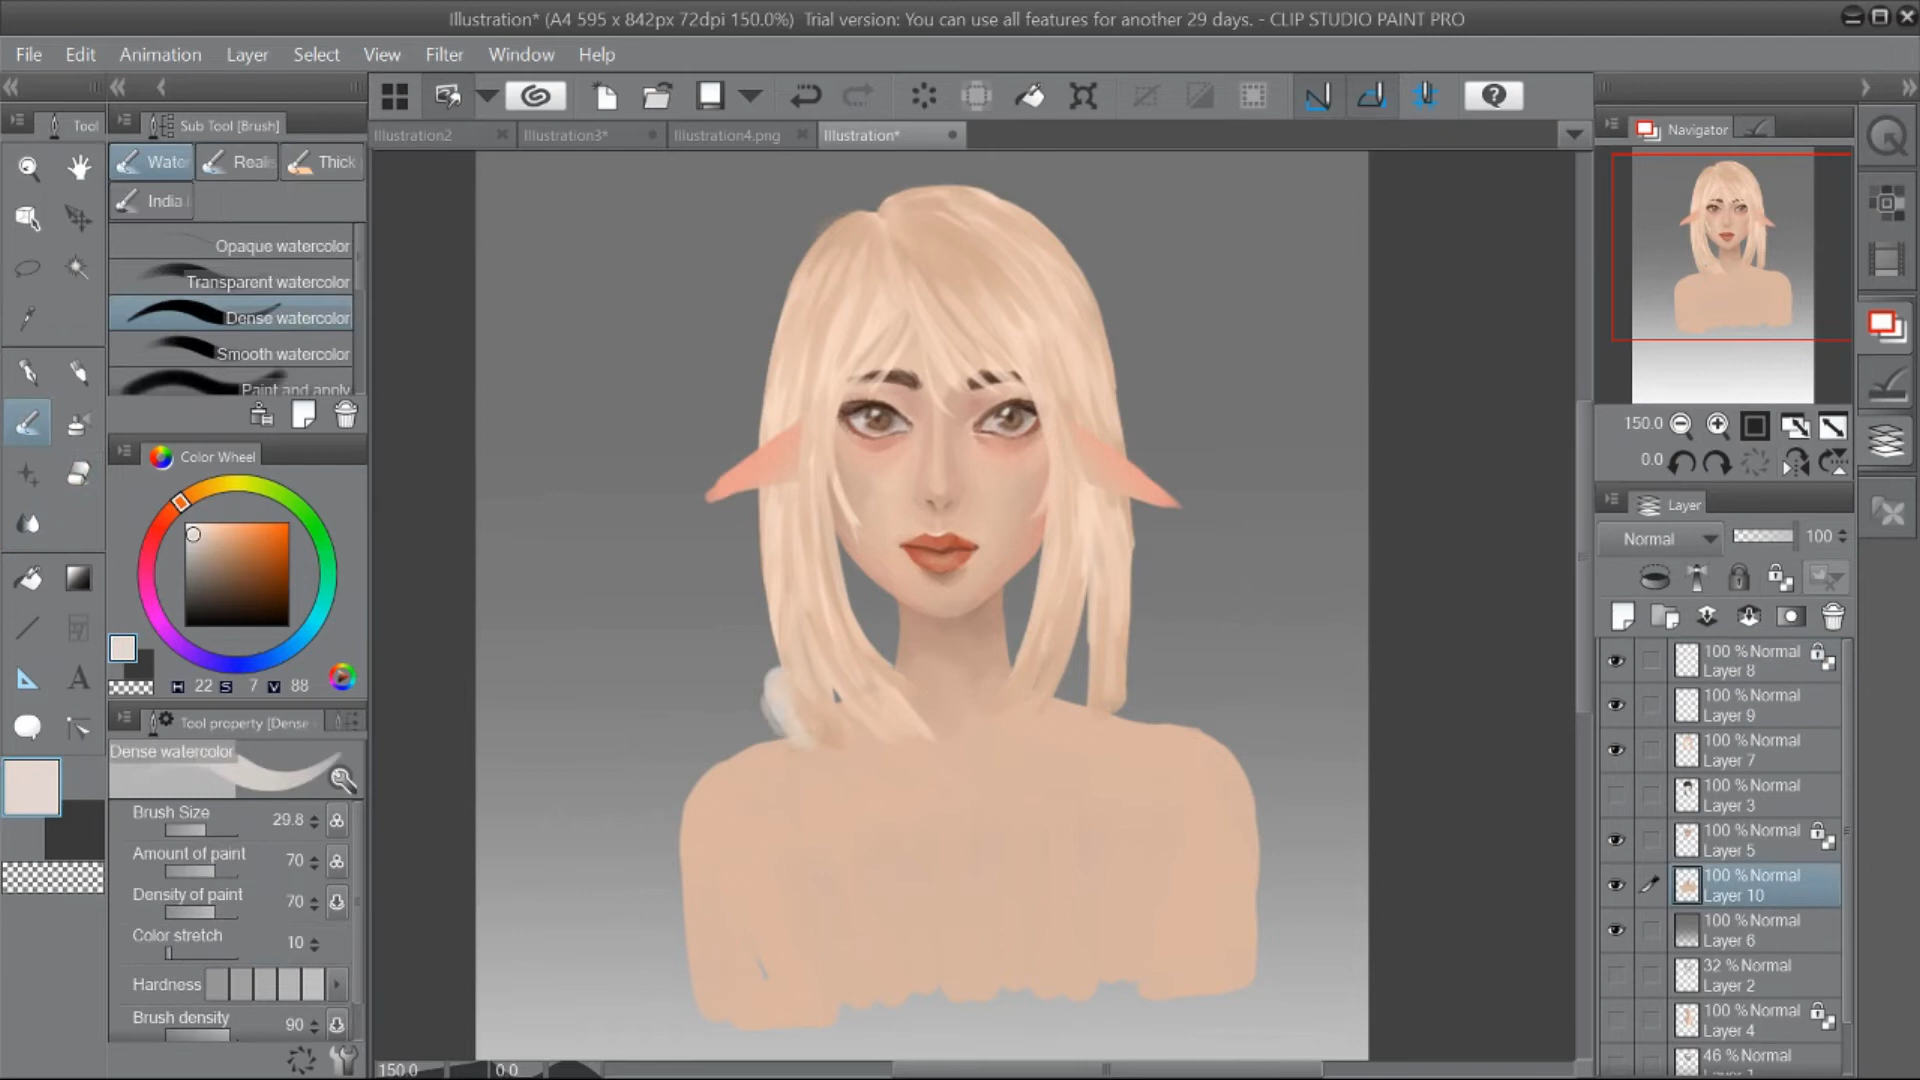 Illustration* (A4 595 x 842px 72dpi 150.0%)  Trial version: You can use all features for another 29 days. - CLIP STUDIO PAINT PRO
File Edit Animation Layer Select View Filter Window Help
Tool
Sub Tool [Brush]
Illustration2
Illustration3*
Illustration4.png
Illustration*
Water
Realis
Thick
India
Opaque watercolor
Transparent watercolor
Dense watercolor
Smooth watercolor
Paint and apply
Color Wheel
H 22 S 7 V 88
Tool property [Dense
Dense watercolor
Brush Size 29.8
Amount of paint 70
Density of paint 70
Color stretch 10
Hardness
Brush density 90
150.0 0.0
Navigator
150.0
0.0
Layer
Normal 100
100 %Normal
Layer 8
100 %Normal
Layer 9
100 %Normal
Layer 7
100 %Normal
Layer 3
100 %Normal
Layer 5
100 %Normal
Layer 10
100 %Normal
Layer 6
32 %Normal
Layer 2
100 %Normal
Layer 4
46 %Normal
Layer 1